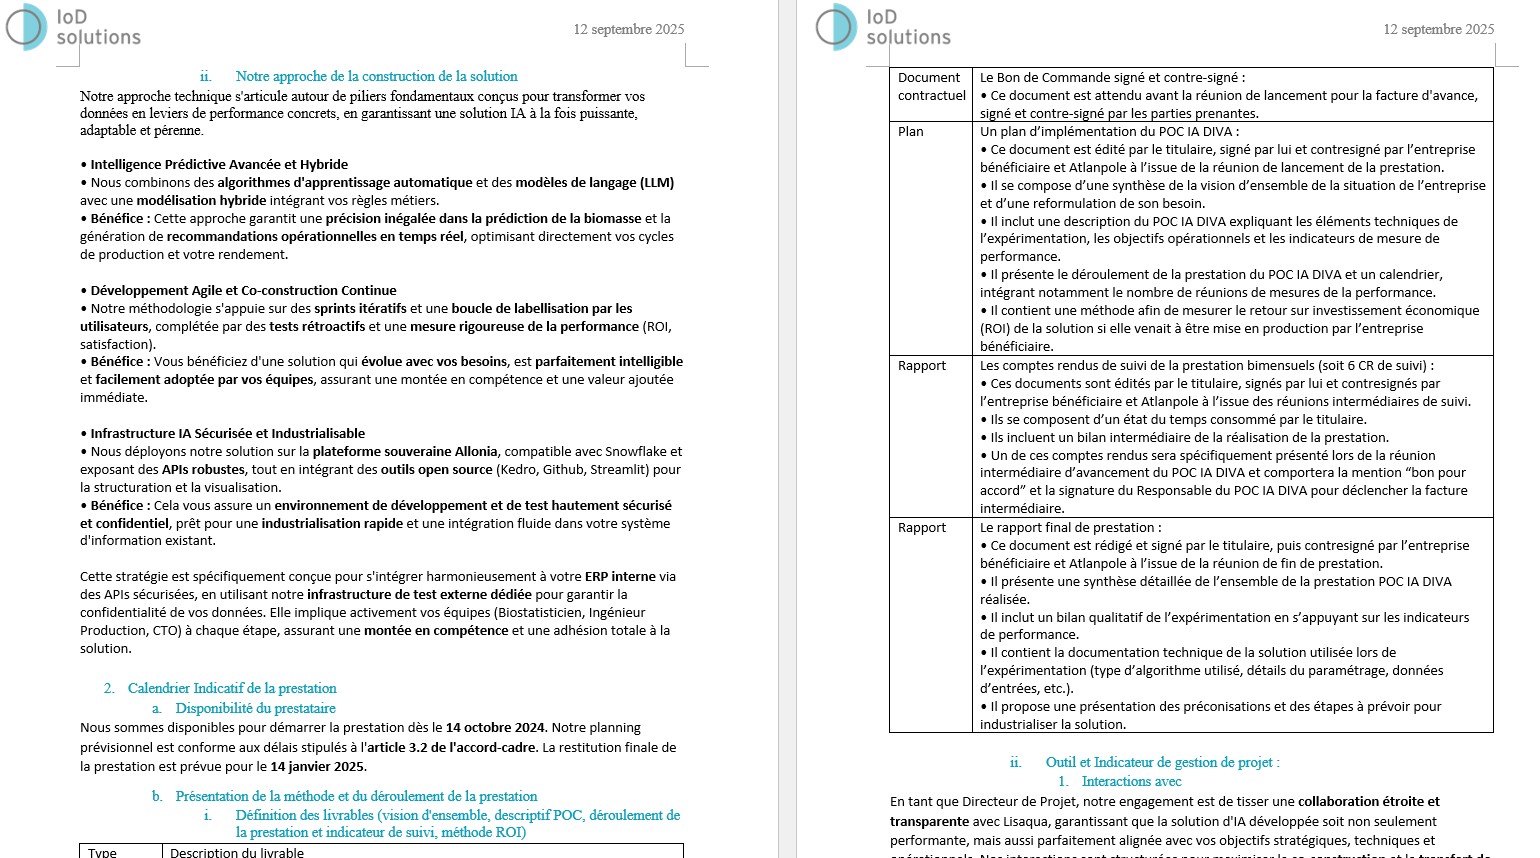 IoD
solutions
12 septembre 2025
ii. Notre approche de la construction de la solution
Notre approche technique s'articule autour de piliers fondamentaux conçus pour transformer vos
données en leviers de performance concrets, en garantissant une solution IA à la fois puissante,
adaptable et pérenne.
• Intelligence Prédictive Avancée et Hybride
• Nous combinons des algorithmes d'apprentissage automatique et des modèles de langage (LLM)
avec une modélisation hybride intégrant vos règles métiers.
• Bénéfice : Cette approche garantit une précision inégalée dans la prédiction de la biomasse et la
génération de recommandations opérationnelles en temps réel, optimisant directement vos cycles
de production et votre rendement.
• Développement Agile et Co-construction Continue
• Notre méthodologie s'appuie sur des sprints itératifs et une boucle de labellisation par les
utilisateurs, complétée par des tests rétroactifs et une mesure rigoureuse de la performance (ROI,
satisfaction).
• Bénéfice : Vous bénéficiez d'une solution qui évolue avec vos besoins, est parfaitement intelligible
et facilement adoptée par vos équipes, assurant une montée en compétence et une valeur ajoutée
immédiate.
• Infrastructure IA Sécurisée et Industrialisable
• Nous déployons notre solution sur la plateforme souveraine Allonia, compatible avec Snowflake et
exposant des APIs robustes, tout en intégrant des outils open source (Kedro, Github, Streamlit) pour
la structuration et la visualisation.
• Bénéfice : Cela vous assure un environnement de développement et de test hautement sécurisé
et confidentiel, prêt pour une industrialisation rapide et une intégration fluide dans votre système
d'information existant.
Cette stratégie est spécifiquement conçue pour s'intégrer harmonieusement à votre ERP interne via
des APIs sécurisées, en utilisant notre infrastructure de test externe dédiée pour garantir la
confidentialité de vos données. Elle implique activement vos équipes (Biostatisticien, Ingénieur
Production, CTO) à chaque étape, assurant une montée en compétence et une adhésion totale à la
solution.
2. Calendrier Indicatif de la prestation
a. Disponibilité du prestataire
Nous sommes disponibles pour démarrer la prestation dès le 14 octobre 2024. Notre planning
prévisionnel est conforme aux délais stipulés à l'article 3.2 de l'accord-cadre. La restitution finale de
la prestation est prévue pour le 14 janvier 2025.
b. Présentation de la méthode et du déroulement de la prestation
i. Définition des livrables (vision d'ensemble, descriptif POC, déroulement de
la prestation et indicateur de suivi, méthode ROI)
Type Description du livrable
IoD
solutions
12 septembre 2025
Document Le Bon de Commande signé et contre-signé :
contractuel • Ce document est attendu avant la réunion de lancement pour la facture d'avance,
signé et contre-signé par les parties prenantes.
Plan Un plan d’implémentation du POC IA DIVA :
• Ce document est édité par le titulaire, signé par lui et contresigné par l’entreprise
bénéficiaire et Atlanpole à l’issue de la réunion de lancement de la prestation.
• Il se compose d’une synthèse de la vision d’ensemble de la situation de l’entreprise
et d’une reformulation de son besoin.
• Il inclut une description du POC IA DIVA expliquant les éléments techniques de
l’expérimentation, les objectifs opérationnels et les indicateurs de mesure de
performance.
• Il présente le déroulement de la prestation du POC IA DIVA et un calendrier,
intégrant notamment le nombre de réunions de mesures de la performance.
• Il contient une méthode afin de mesurer le retour sur investissement économique
(ROI) de la solution si elle venait à être mise en production par l’entreprise
bénéficiaire.
Rapport Les comptes rendus de suivi de la prestation bimensuels (soit 6 CR de suivi) :
• Ces documents sont édités par le titulaire, signés par lui et contresignés par
l’entreprise bénéficiaire et Atlanpole à l’issue des réunions intermédiaires de suivi.
• Ils se composent d’un état du temps consommé par le titulaire.
• Ils incluent un bilan intermédiaire de la réalisation de la prestation.
• Un de ces comptes rendus sera spécifiquement présenté lors de la réunion
intermédiaire d’avancement du POC IA DIVA et comportera la mention “bon pour
accord” et la signature du Responsable du POC IA DIVA pour déclencher la facture
intermédiaire.
Rapport Le rapport final de prestation :
• Ce document est rédigé et signé par le titulaire, puis contresigné par l’entreprise
bénéficiaire et Atlanpole à l’issue de la réunion de fin de prestation.
• Il présente une synthèse détaillée de l’ensemble de la prestation POC IA DIVA
réalisée.
• Il inclut un bilan qualitatif de l’expérimentation en s’appuyant sur les indicateurs
de performance.
• Il contient la documentation technique de la solution utilisée lors de
l’expérimentation (type d’algorithme utilisé, détails du paramétrage, données
d’entrées, etc.).
• Il propose une présentation des préconisations et des étapes à prévoir pour
industrialiser la solution.
ii. Outil et Indicateur de gestion de projet :
1. Interactions avec
En tant que Directeur de Projet, notre engagement est de tisser une collaboration étroite et
transparente avec Lisaqua, garantissant que la solution d'IA développée soit non seulement
performante, mais aussi parfaitement alignée avec vos objectifs stratégiques, techniques et